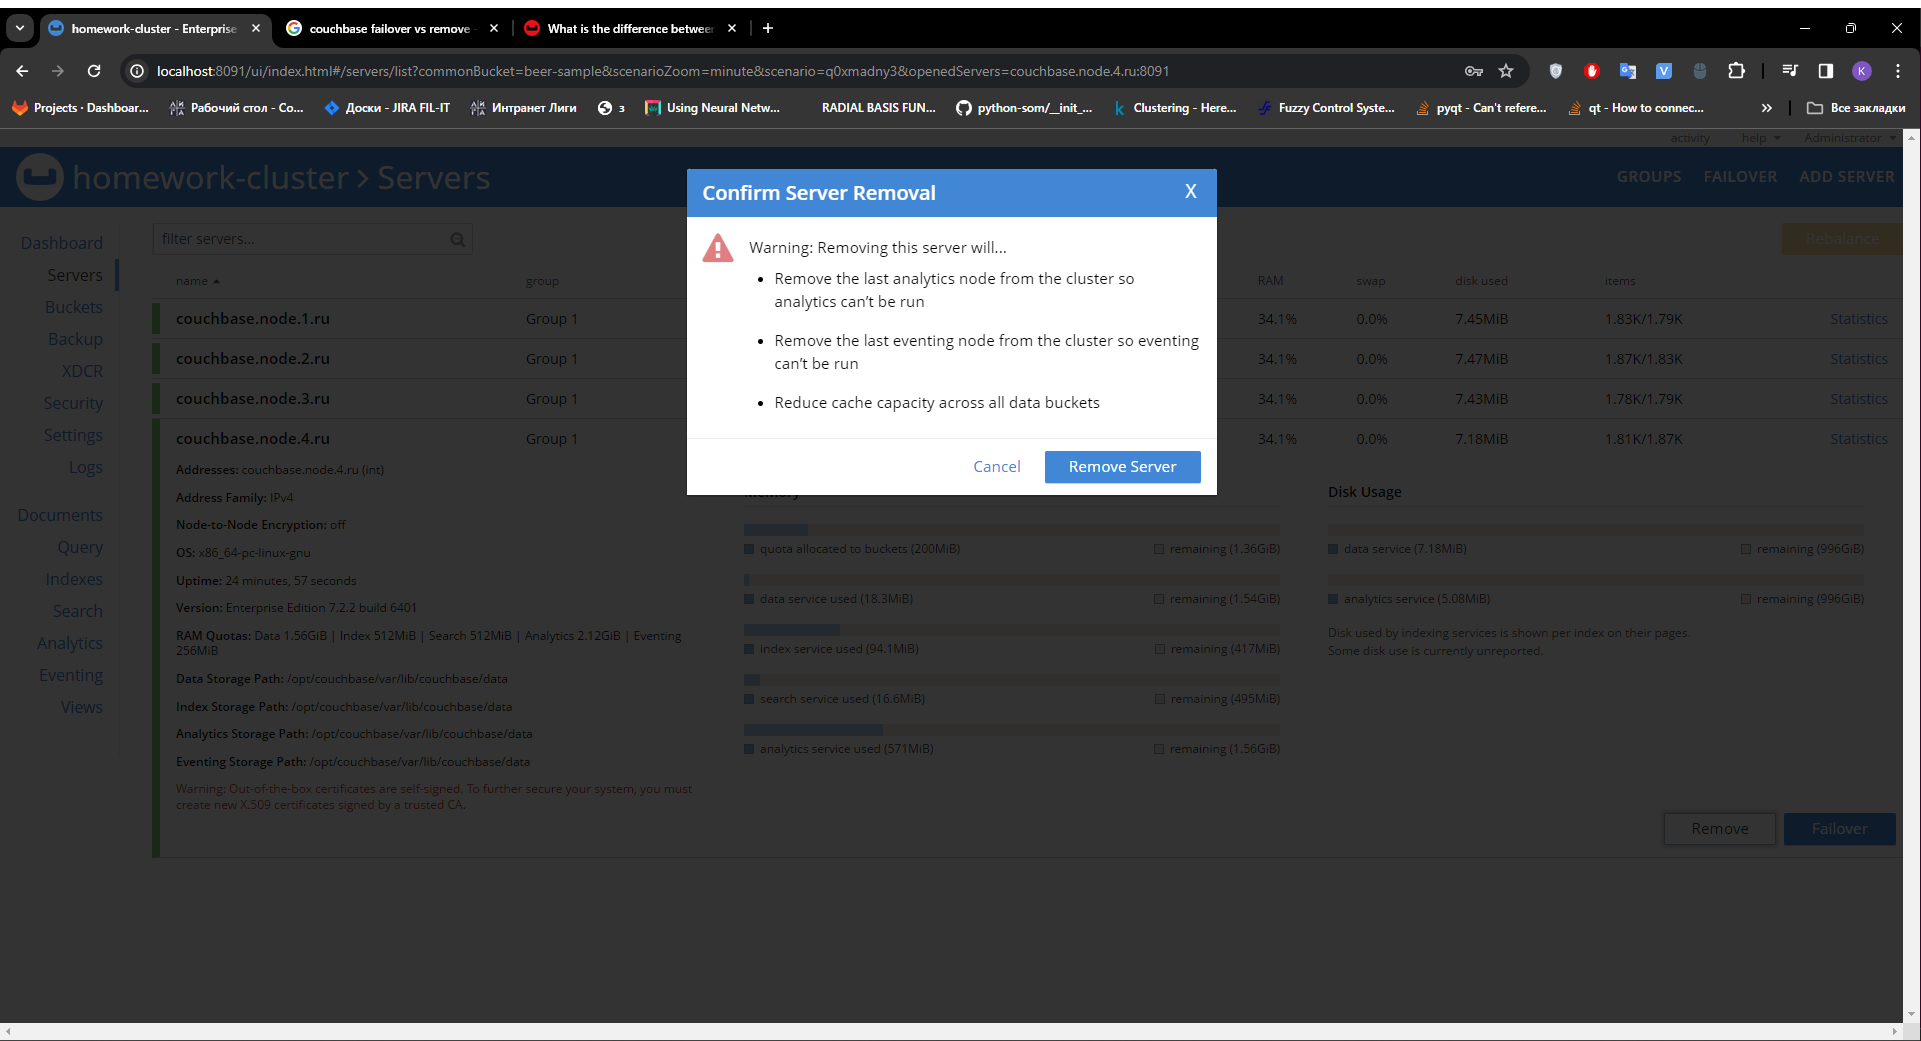 homework-cluster - Enterprise
couchbase failover vs remove -
What is the difference between
localhost:8091/ui/index.html#/servers/list?commonBucket=beer-sample&scenarioZoom=minute&scenario=q0xmadny3&openedServers=couchbase.node.4.ru:8091
K
Projects · Dashboar...
Рабочий стол - Co...
Доски - JIRA FIL-IT
Интранет Лиги
з
Using Neural Netw...
RADIAL BASIS FUN...
python-som/__init_...
k Clustering - Here...
Fuzzy Control Syste...
pyqt - Can't refere...
qt - How to connec...
»
Все закладки
activity help Administrator
homework-cluster > Servers
GROUPS FAILOVER ADD SERVER
Dashboard
Servers
Buckets
Backup
XDCR
Security
Settings
Logs
Documents
Query
Indexes
Search
Analytics
Eventing
Views
filter servers...
Rebalance
name group RAM swap disk used items
couchbase.node.1.ru Group 1 34.1% 0.0% 7.45MiB 1.83K/1.79K Statistics
couchbase.node.2.ru Group 1 34.1% 0.0% 7.47MiB 1.87K/1.83K Statistics
couchbase.node.3.ru Group 1 34.1% 0.0% 7.43MiB 1.78K/1.79K Statistics
couchbase.node.4.ru Group 1 34.1% 0.0% 7.18MiB 1.81K/1.87K Statistics
Confirm Server Removal X
Warning: Removing this server will...
• Remove the last analytics node from the cluster so
analytics can't be run
• Remove the last eventing node from the cluster so eventing
can't be run
• Reduce cache capacity across all data buckets
Cancel Remove Server
Addresses: couchbase.node.4.ru (int)
Address Family: IPv4
Node-to-Node Encryption: off
OS: x86_64-pc-linux-gnu
Uptime: 24 minutes, 57 seconds
Version: Enterprise Edition 7.2.2 build 6401
RAM Quotas: Data 1.56GiB | Index 512MiB | Search 512MiB | Analytics 2.12GiB | Eventing
256MiB
Data Storage Path: /opt/couchbase/var/lib/couchbase/data
Index Storage Path: /opt/couchbase/var/lib/couchbase/data
Analytics Storage Path: /opt/couchbase/var/lib/couchbase/data
Eventing Storage Path: /opt/couchbase/var/lib/couchbase/data
Warning: Out-of-the-box certificates are self-signed. To further secure your system, you must
create new X.509 certificates signed by a trusted CA.
Memory
quota allocated to buckets (200MiB) remaining (1.36GiB)
data service used (18.3MiB) remaining (1.54GiB)
index service used (94.1MiB) remaining (417MiB)
search service used (16.6MiB) remaining (495MiB)
analytics service used (571MiB) remaining (1.56GiB)
Disk Usage
data service (7.18MiB) remaining (996GiB)
analytics service (5.08MiB) remaining (996GiB)
Disk used by indexing services is shown per index on their pages.
Some disk use is currently unreported.
Remove Failover